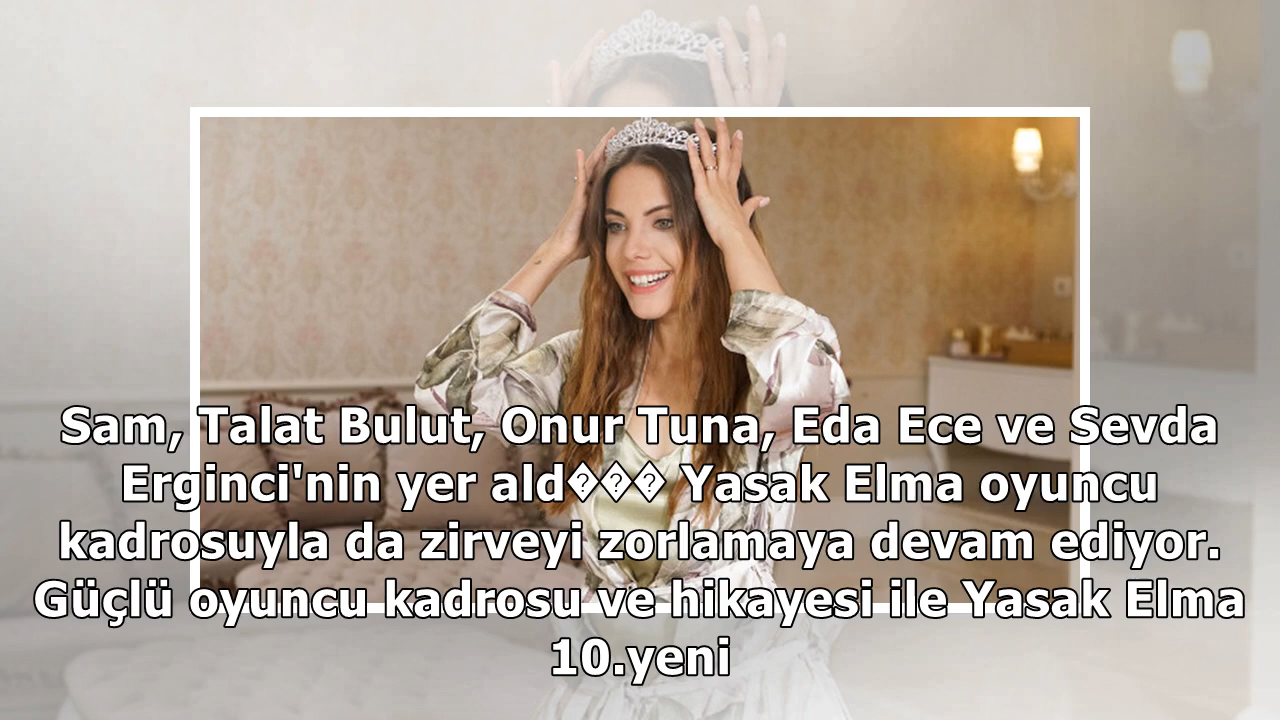 Sam, Talat Bulut, Onur Tuna, Eda Ece ve Sevda
Erginci'nin yer ald��� Yasak Elma oyuncu
kadrosuyla da zirveyi zorlamaya devam ediyor.
Güçlü oyuncu kadrosu ve hikayesi ile Yasak Elma
10.yeni